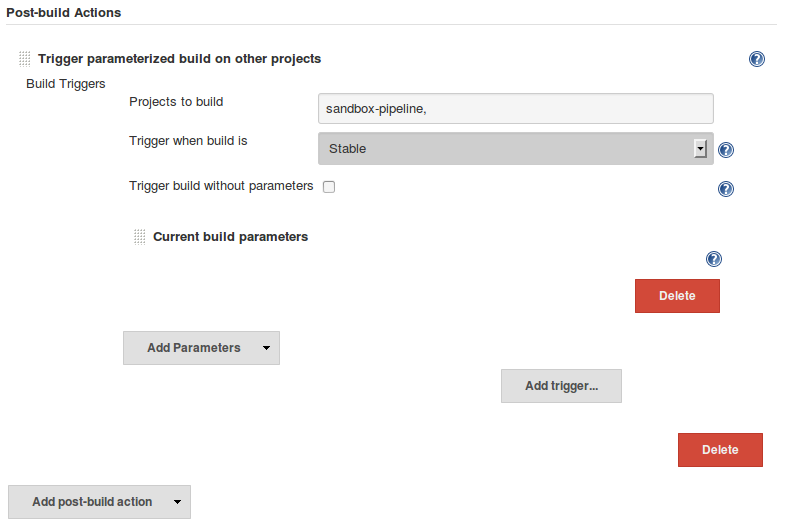 Post-build Actions
Trigger parameterized build on other projects
?
Build Triggers
Projects to build
sandbox-pipeline,
Trigger when build is
Stable
?
Trigger build without parameters
?
Current build parameters
?
Delete
Add Parameters
Add trigger...
Delete
Add post-build action